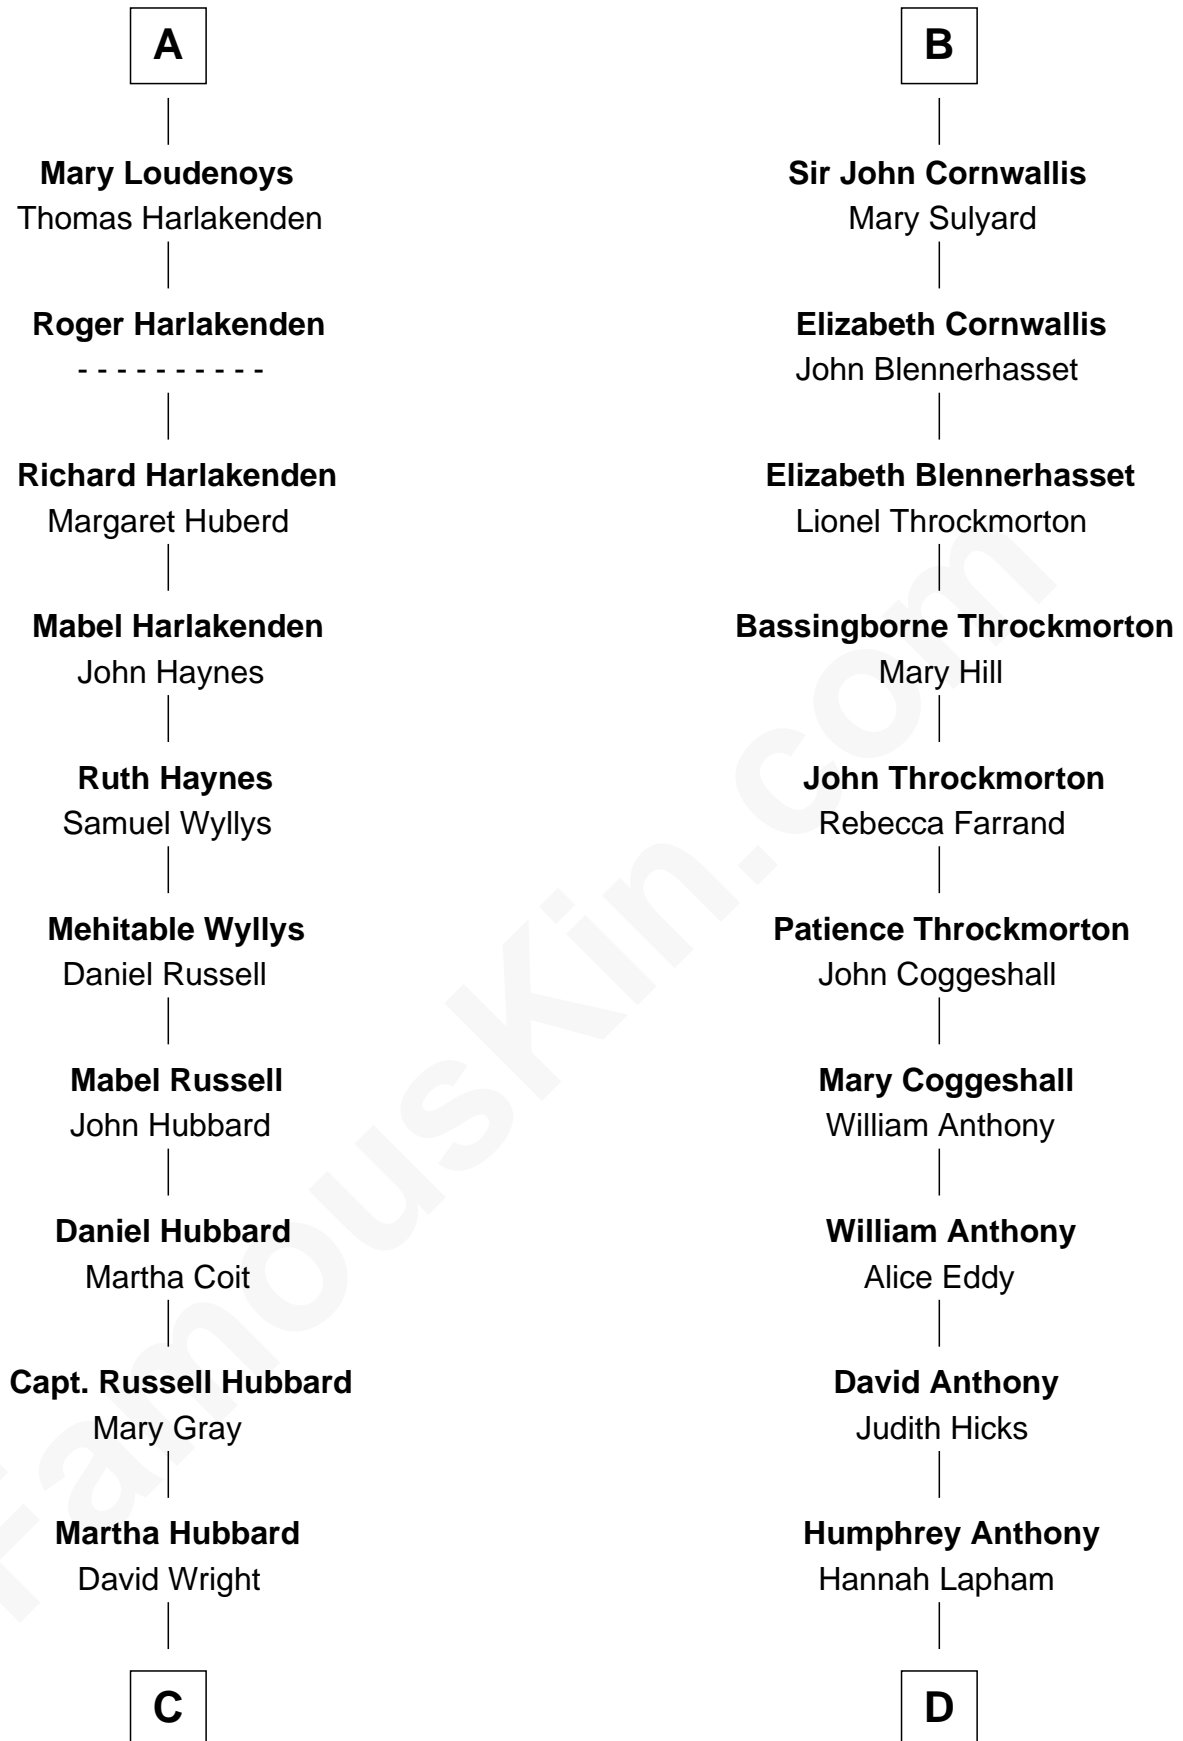 A
Mary Loudenoys
Thomas Harlakenden
Roger Harlakenden
- - - - - - - - - -
Richard Harlakenden
Margaret Huberd
Mabel Harlakenden
John Haynes
Ruth Haynes
Samuel Wyllys
Mehitable Wyllys
Daniel Russell
Mabel Russell
John Hubbard
Daniel Hubbard
Martha Coit
Capt. Russell Hubbard
Mary Gray
Martha Hubbard
David Wright
C
B
Sir John Cornwallis
Mary Sulyard
Elizabeth Cornwallis
John Blennerhasset
Elizabeth Blennerhasset
Lionel Throckmorton
Bassingborne Throckmorton
Mary Hill
John Throckmorton
Rebecca Farrand
Patience Throckmorton
John Coggeshall
Mary Coggeshall
William Anthony
William Anthony
Alice Eddy
David Anthony
Judith Hicks
Humphrey Anthony
Hannah Lapham
D
FamousKin.com